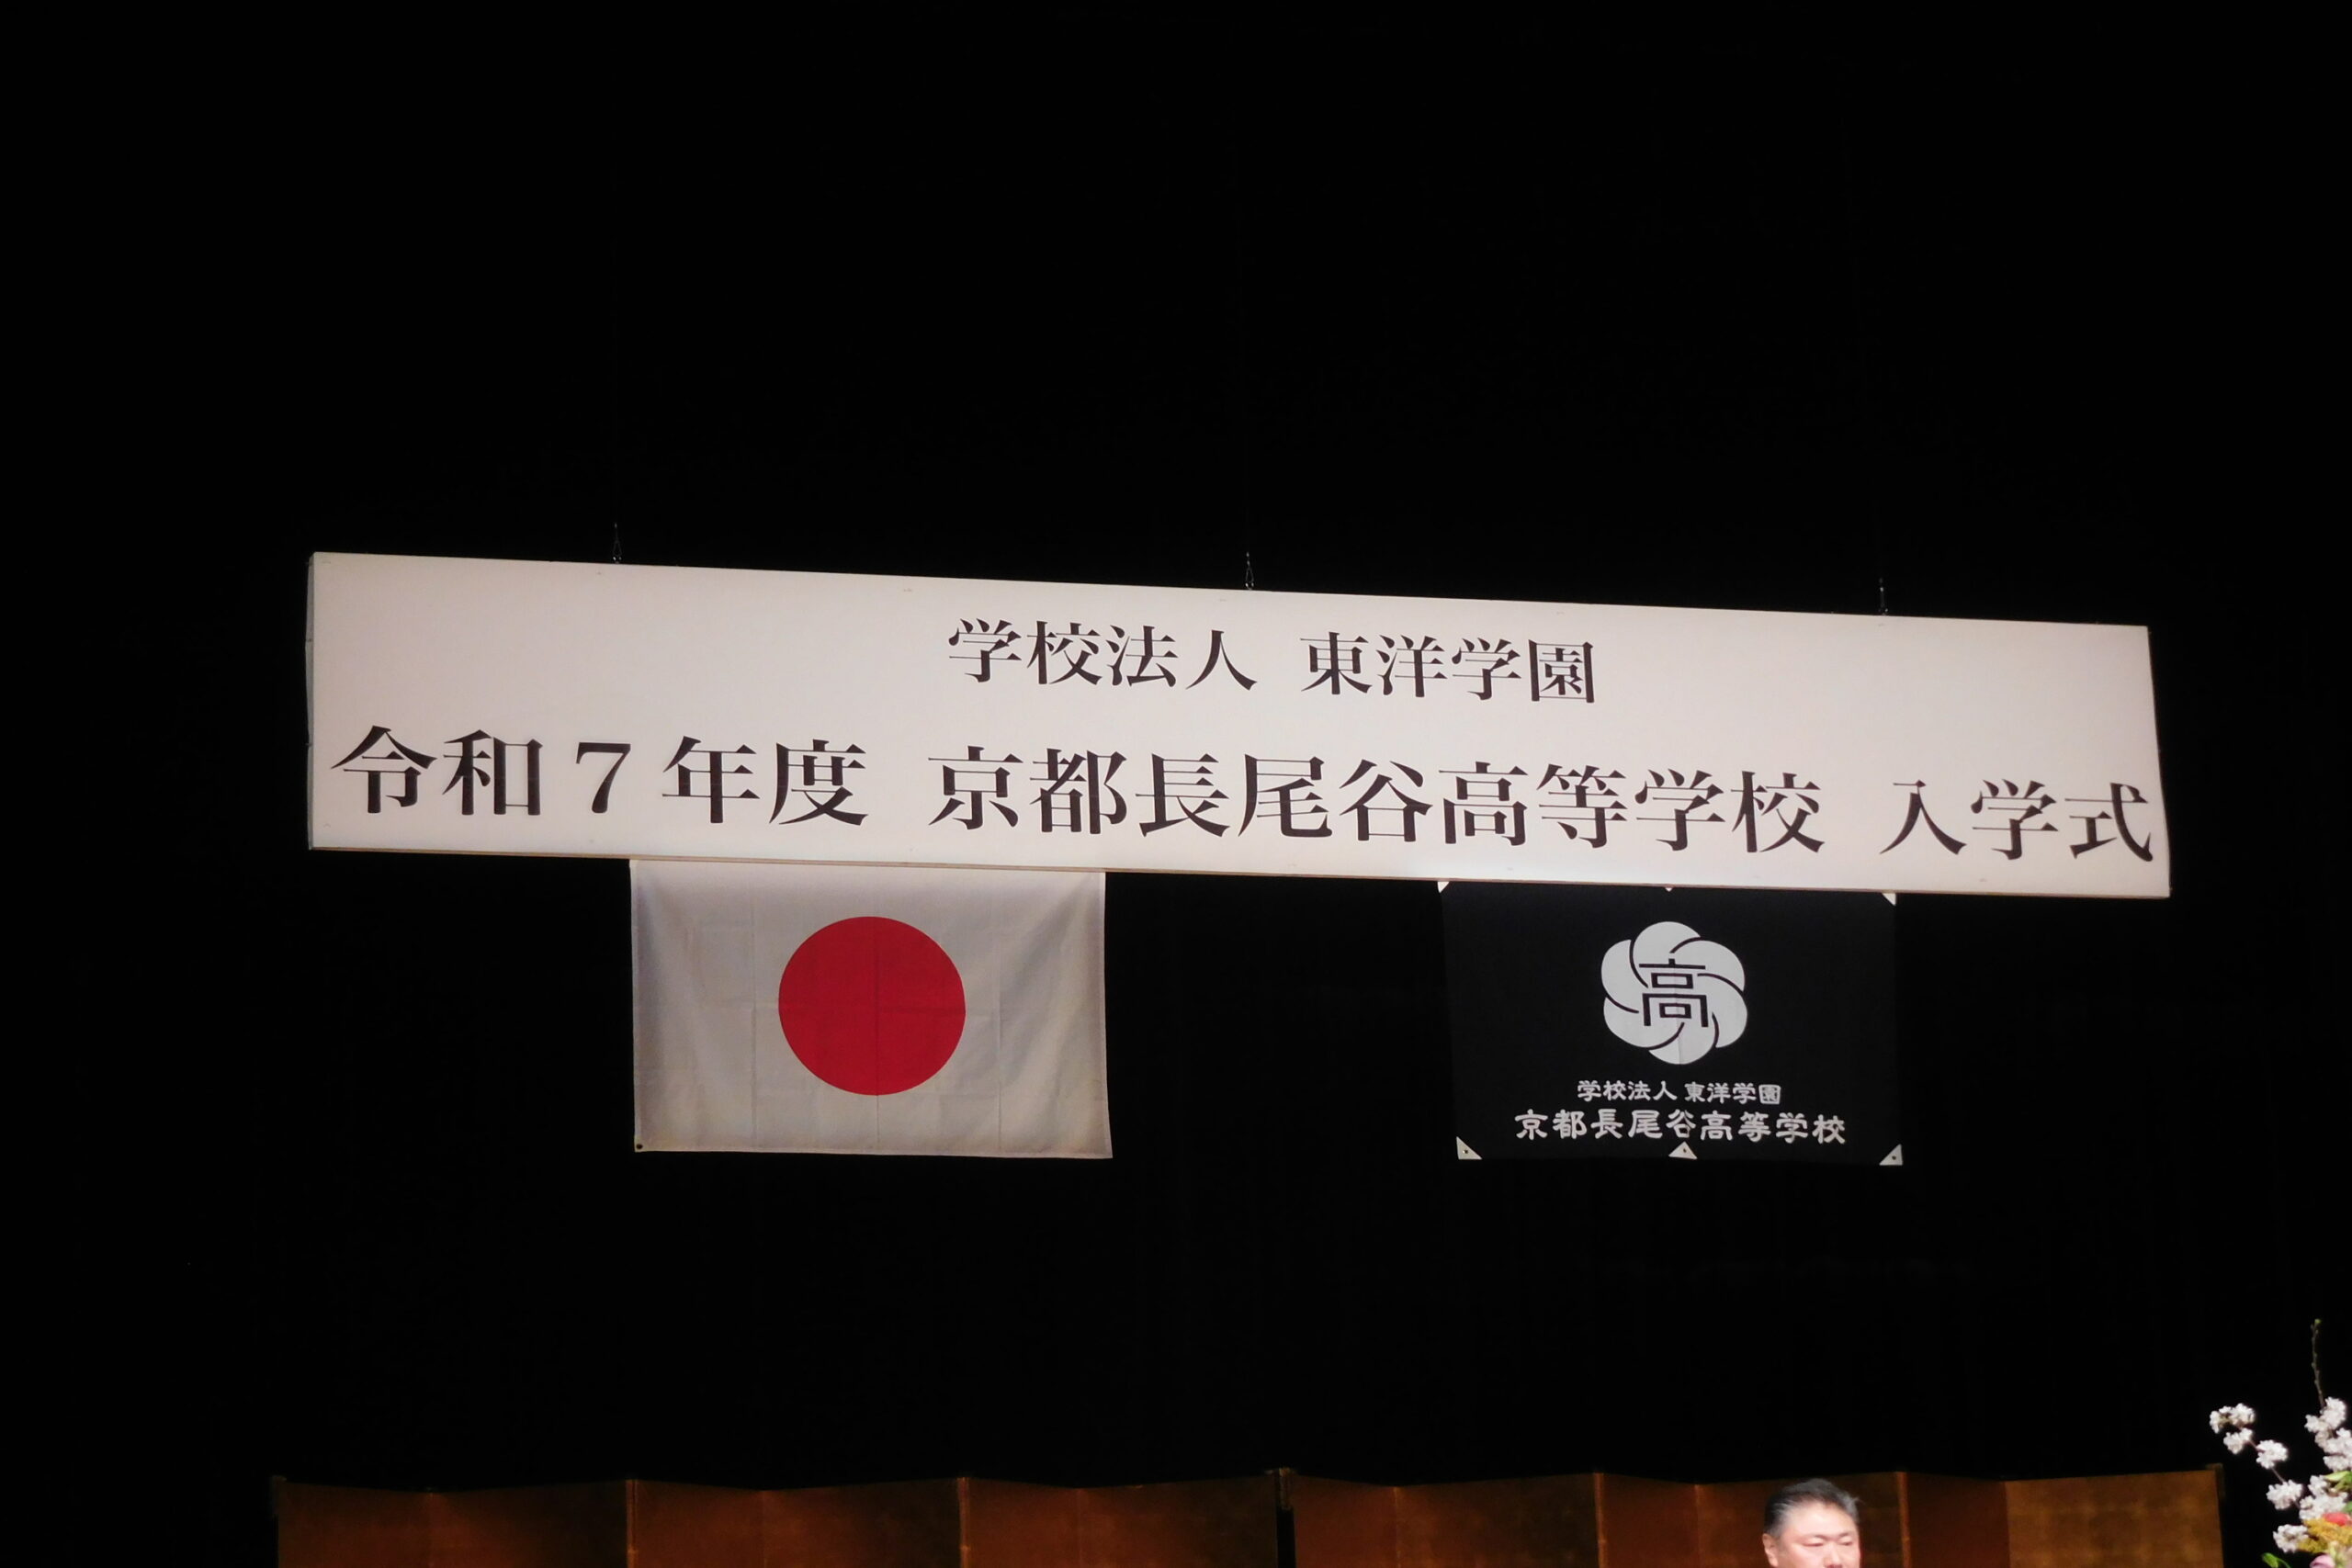 学校法人 東洋学園
令和７年度 京都長尾谷高等学校 入学式
高
学校法人 東洋学園
京都長尾谷高等学校